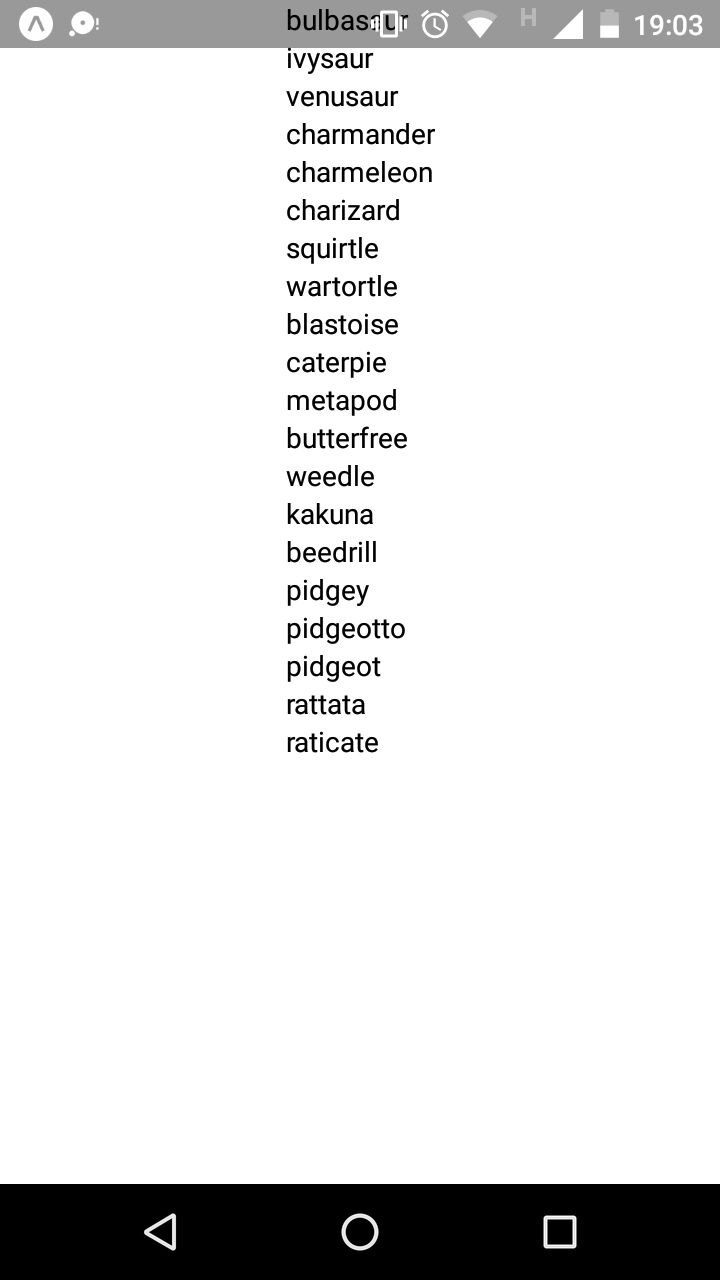 bulbasaur
H
19:03
ivysaur
venusaur
charmander
charmeleon
charizard
squirtle
wartortle
blastoise
caterpie
metapod
butterfree
weedle
kakuna
beedrill
pidgey
pidgeotto
pidgeot
rattata
raticate